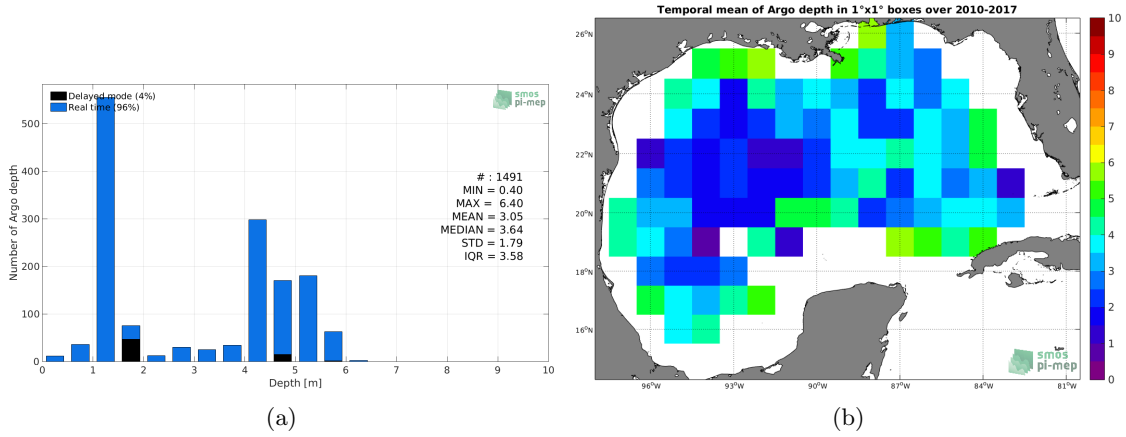 Delayed mode (4%)
Real time (96%)
smos
pi-mep
Number of Argo depth
500
400
300
200
100
0
# : 1491
MIN = 0.40
MAX = 6.40
MEAN = 3.05
MEDIAN = 3.64
STD = 1.79
IQR = 3.58
0 1 2 3 4 5 6 7 8 9 10
Depth [m]
(a)
Temporal mean of Argo depth in 1°x1° boxes over 2010-2017
26°N
24°N
22°N
20°N
18°N
16°N
96°W 93°W 90°W 87°W 84°W 81°W
smos
pi-mep
10
9
8
7
6
5
4
3
2
1
0
(b)